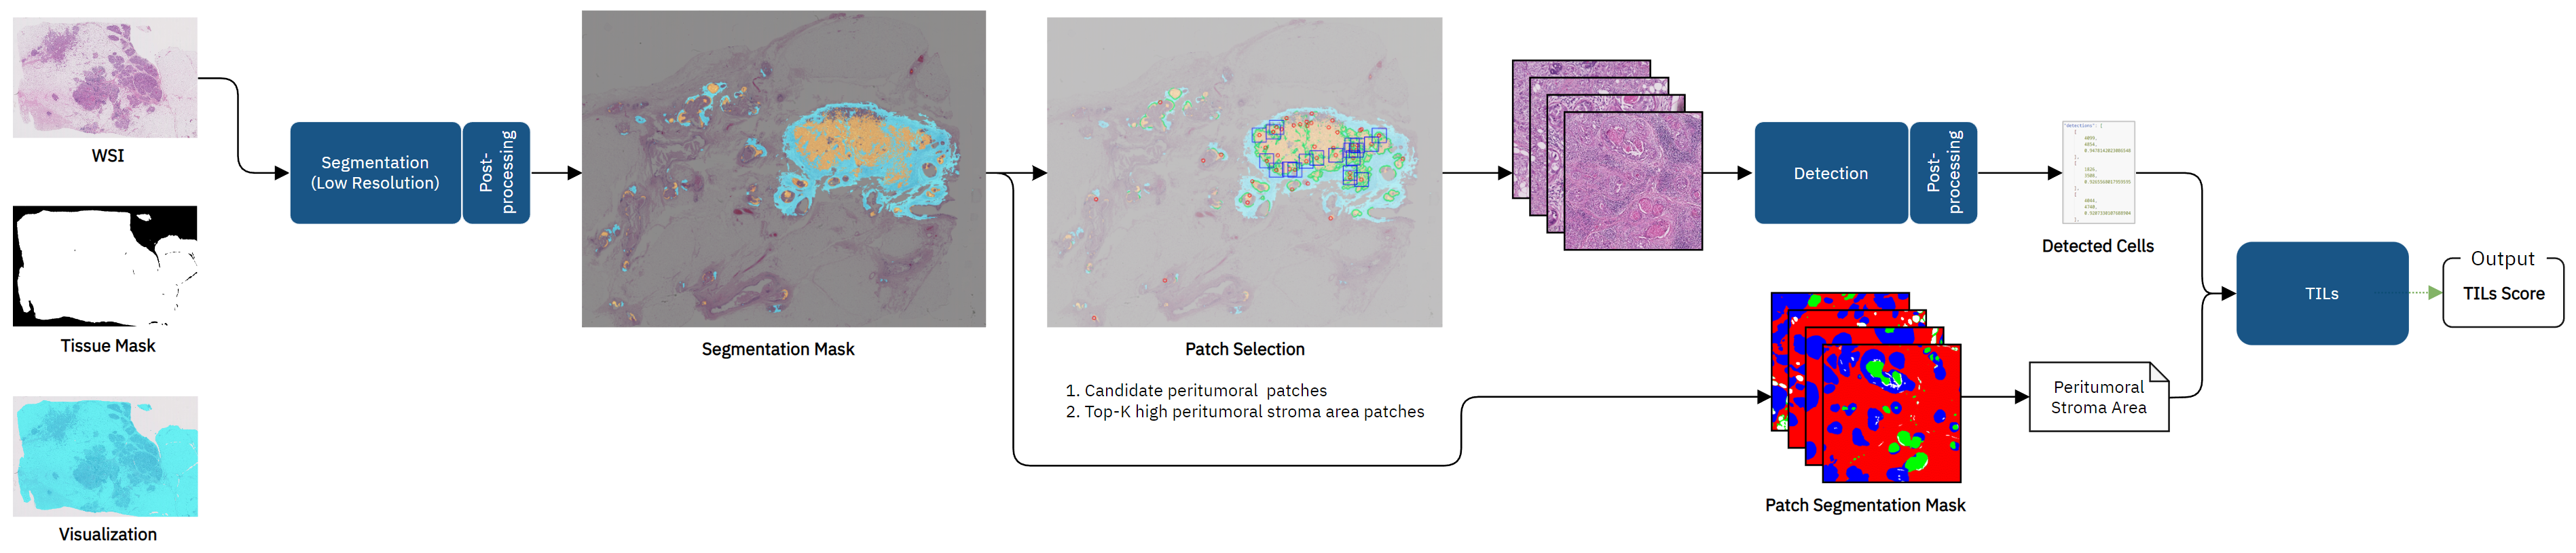 WSI
Tissue Mask
Visualization
Segmentation
(Low Resolution)
Post-
processing
Segmentation Mask
Patch Selection
1. Candidate peritumoral patches
2. Top-K high peritumoral stroma area patches
Detection
Post-
processing
"detections": [
Detected Cells
Patch Segmentation Mask
Peritumoral
Stroma Area
TILs
Output
TILs Score